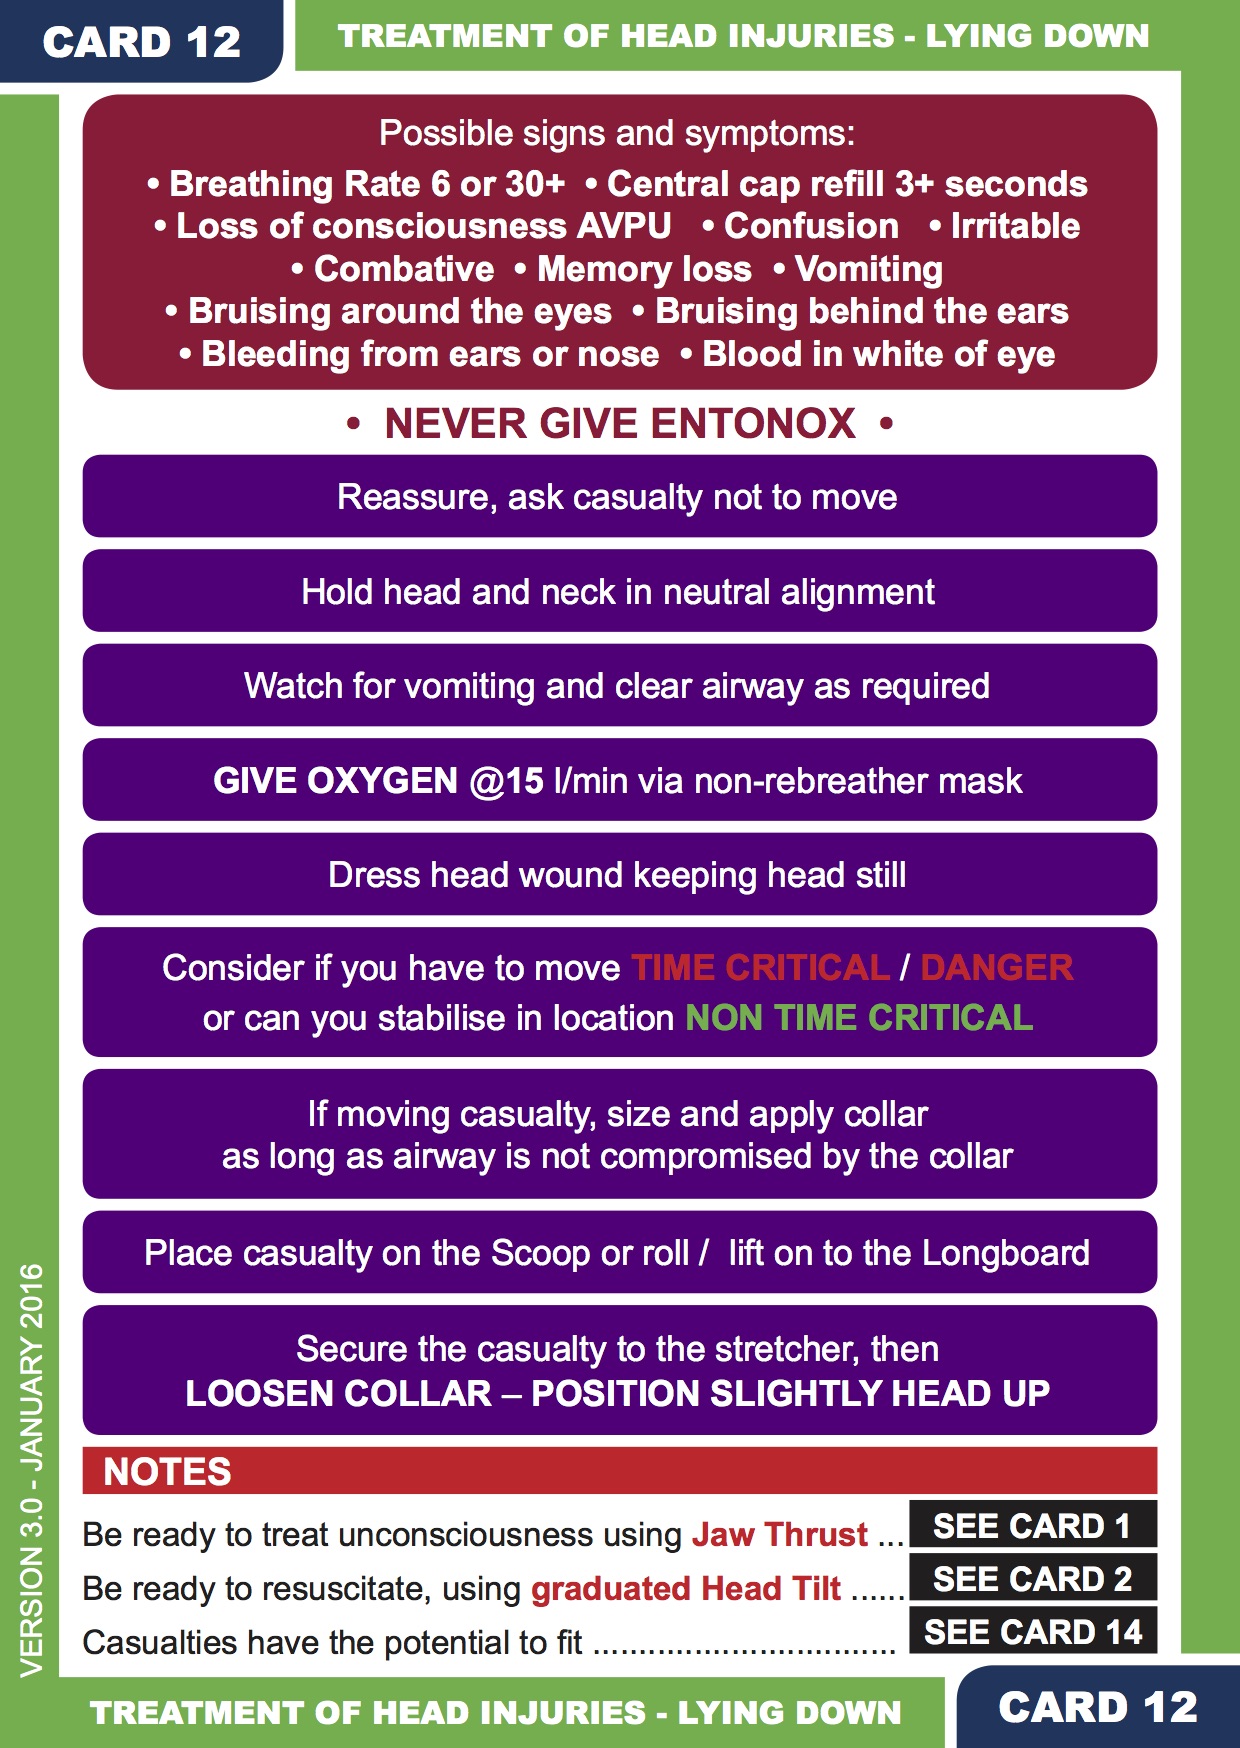 CARD 12
TREATMENT OF HEAD INJURIES - LYING DOWN
Possible signs and symptoms:
• Breathing Rate 6 or 30+ • Central cap refill 3+ seconds
• Loss of consciousness AVPU • Confusion • Irritable
• Combative • Memory loss • Vomiting
• Bruising around the eyes • Bruising behind the ears
• Bleeding from ears or nose • Blood in white of eye
• NEVER GIVE ENTONOX •
Reassure, ask casualty not to move
Hold head and neck in neutral alignment
Watch for vomiting and clear airway as required
GIVE OXYGEN @15 l/min via non-rebreather mask
Dress head wound keeping head still
Consider if you have to move TIME CRITICAL / DANGER
or can you stabilise in location NON TIME CRITICAL
If moving casualty, size and apply collar
as long as airway is not compromised by the collar
Place casualty on the Scoop or roll / lift on to the Longboard
Secure the casualty to the stretcher, then
LOOSEN COLLAR – POSITION SLIGHTLY HEAD UP
NOTES
Be ready to treat unconsciousness using Jaw Thrust ... SEE CARD 1
Be ready to resuscitate, using graduated Head Tilt ...... SEE CARD 2
Casualties have the potential to fit .................................. SEE CARD 14
VERSION 3.0 - JANUARY 2016
TREATMENT OF HEAD INJURIES - LYING DOWN
CARD 12